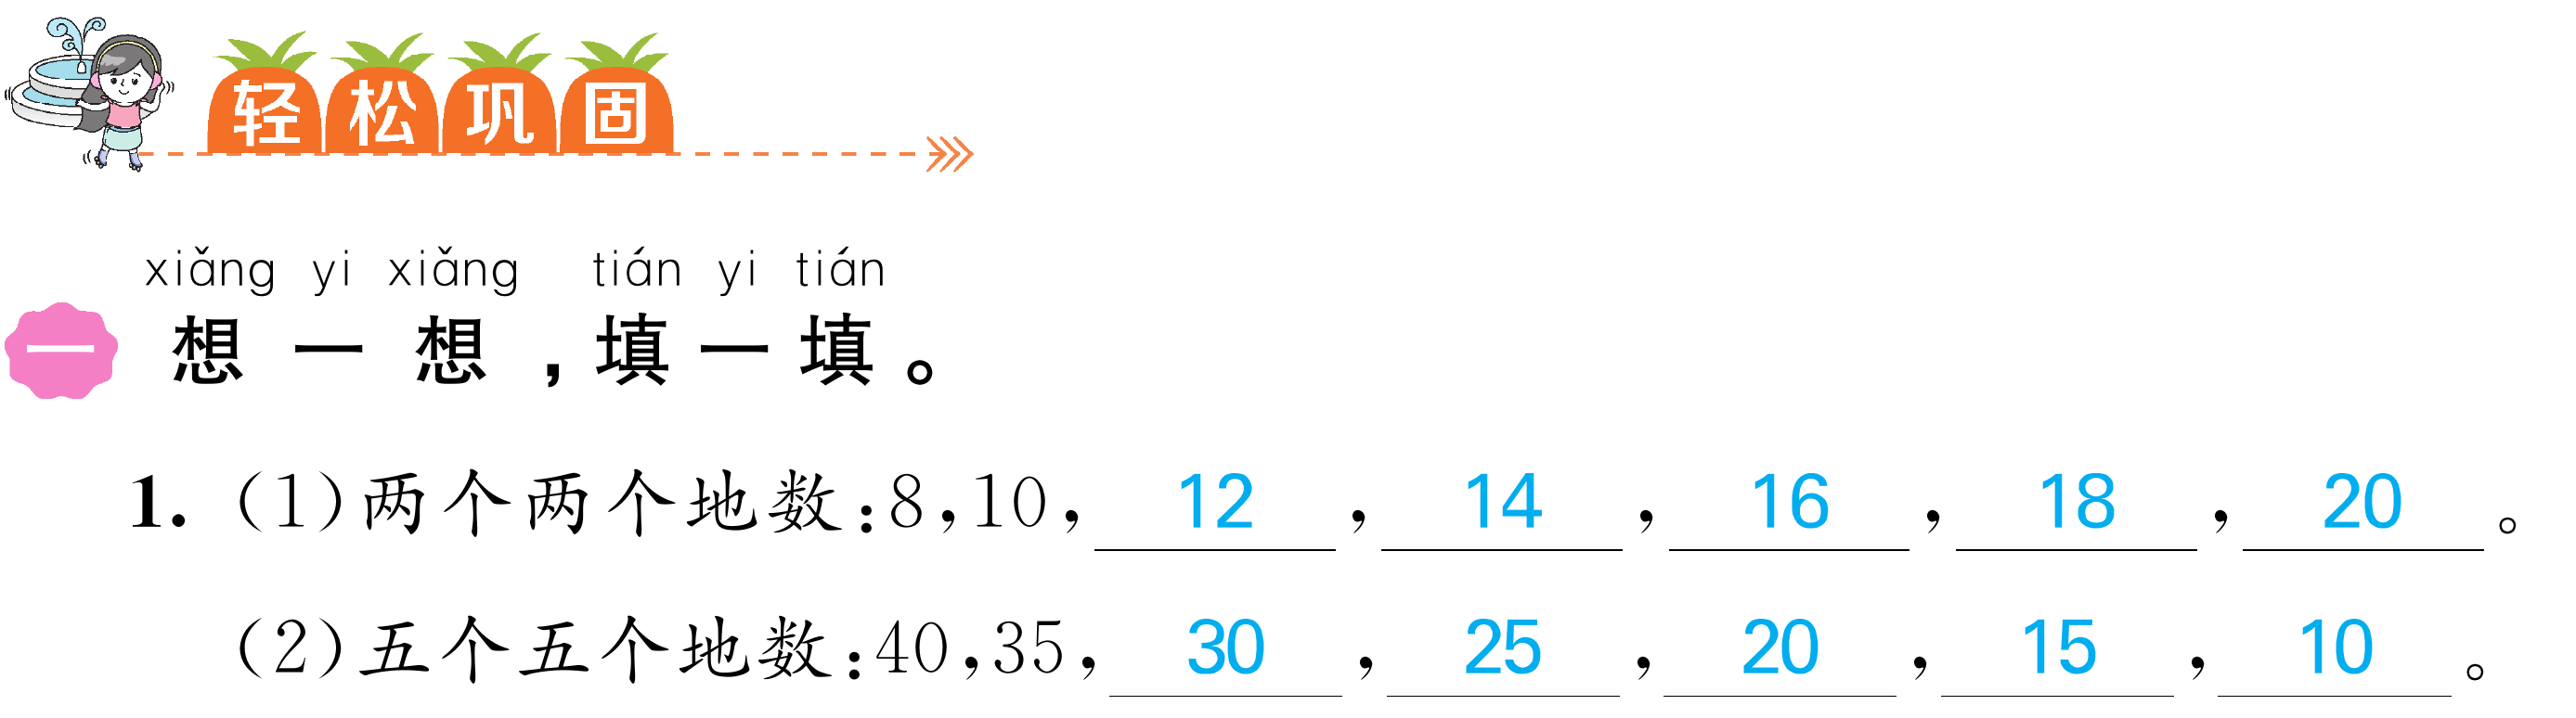 轻松巩固
xiǎng yi xiǎng tián yi tián
一 想一想,填一填。
1. (1)两个两个地数:8,10,12,14,16,18,20。
(2)五个五个地数:40,35,30,25,20,15,10。